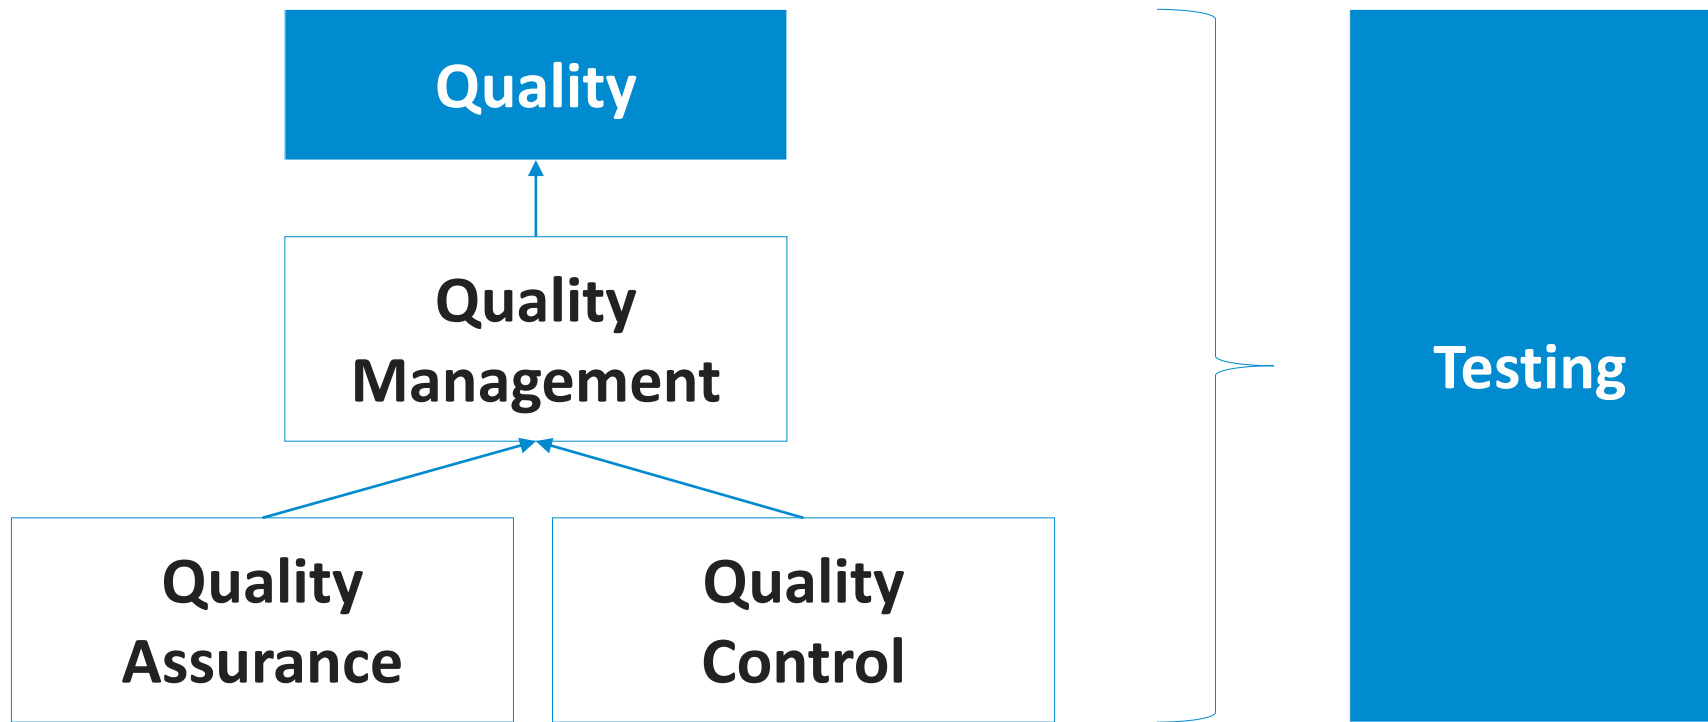 Quality
Quality
Management
Quality
Assurance
Quality
Control
Testing